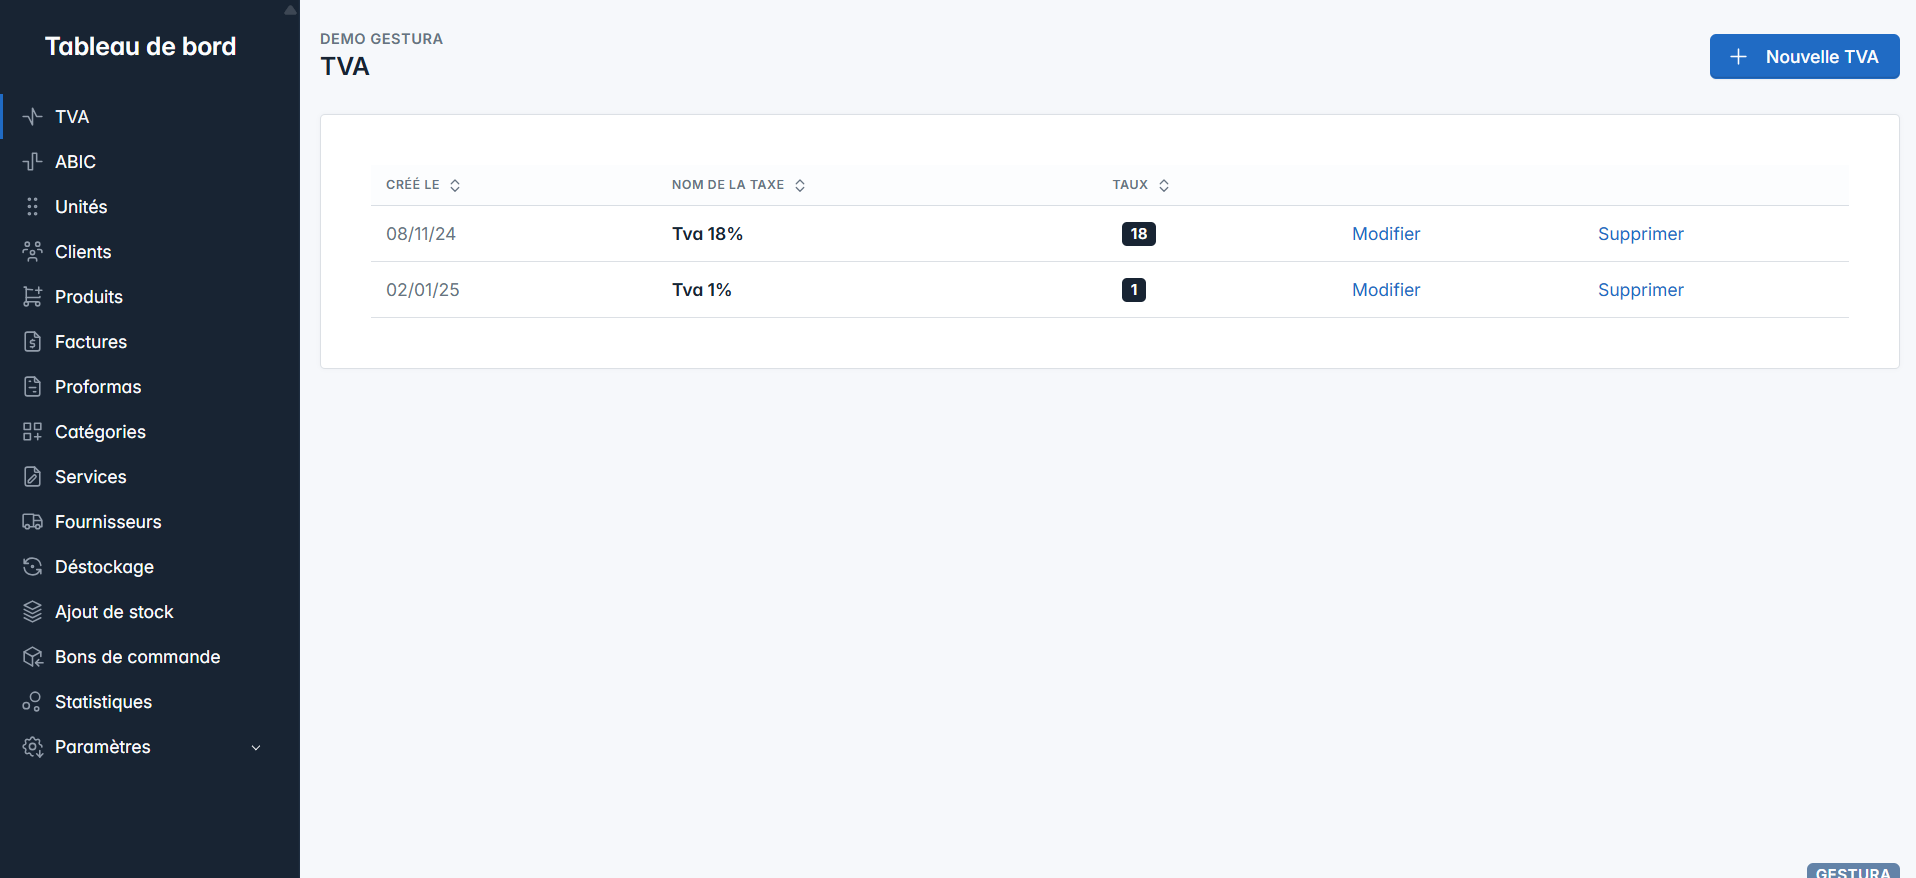 Tableau de bord
TVA
ABIC
Unités
Clients
Produits
Factures
Proformas
Catégories
Services
Fournisseurs
Déstockage
Ajout de stock
Bons de commande
Statistiques
Paramètres
DEMO GESTURA
TVA
Nouvelle TVA
CRÉÉ LE NOM DE LA TAXE TAUX
08/11/24 Tva 18% 18 Modifier Supprimer
02/01/25 Tva 1% 1 Modifier Supprimer
GESTURA